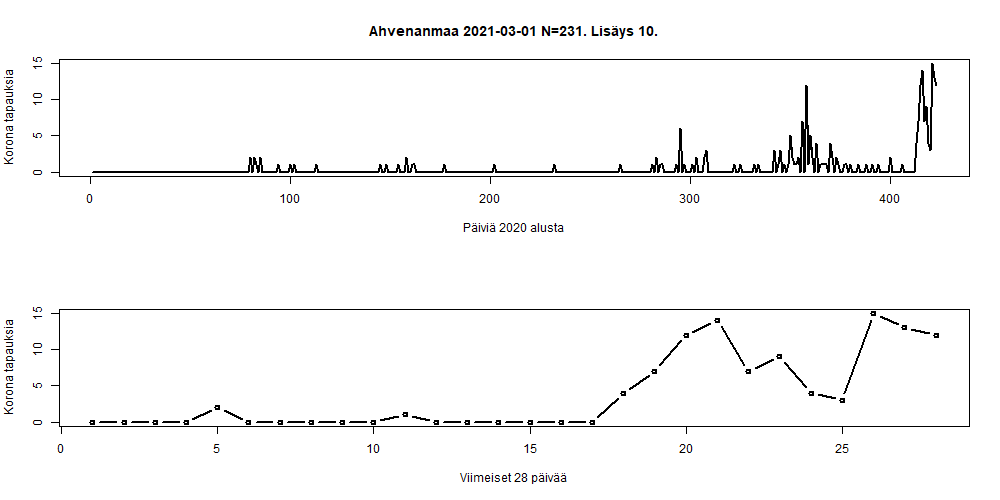 Ahvenanmaa 2021-03-01 N=231. Lisäys 10.
Korona tapauksia
0 5 10 15
0 100 200 300 400
Päiviä 2020 alusta
Korona tapauksia
0 5 10 15
0 5 10 15 20 25
Viimeiset 28 päivää